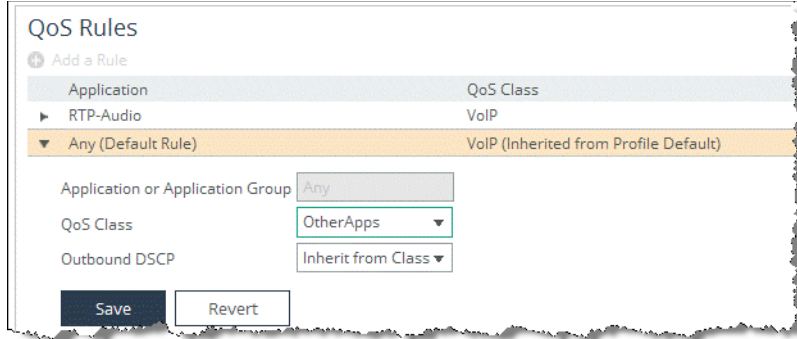 QoS Rules
Add a Rule
Application QoS Class
RTP-Audio VoIP
Any (Default Rule) VoIP (Inherited from Profile Default)
Application or Application Group Any
QoS Class OtherApps
Outbound DSCP Inherit from Class
Save Revert